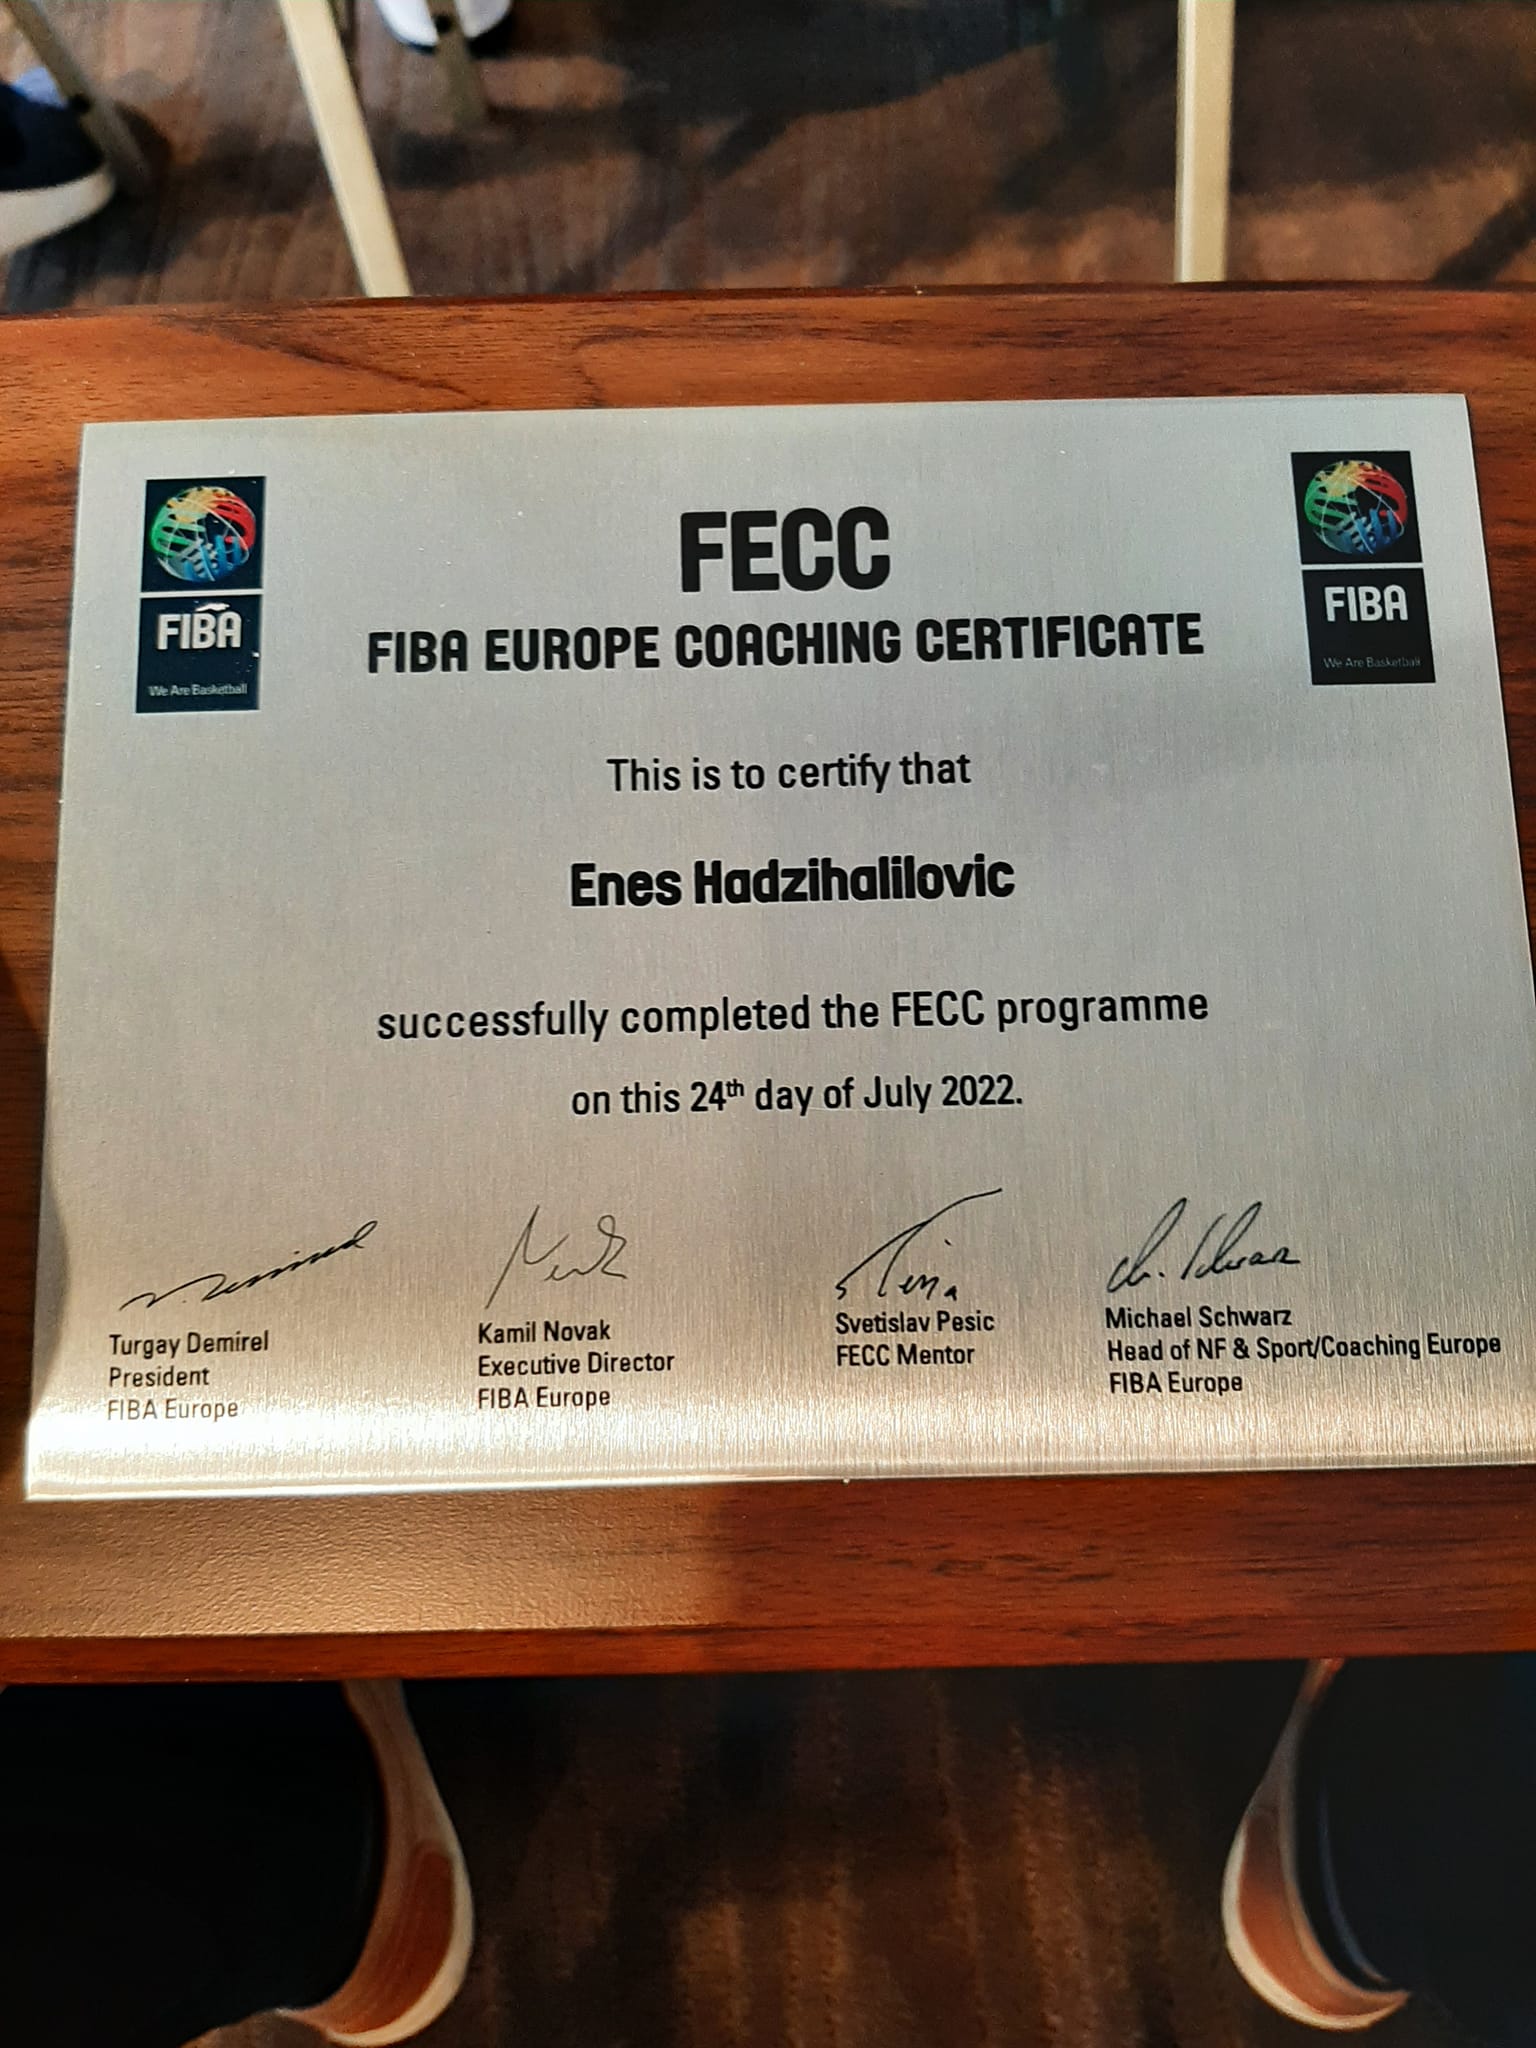 FIBA
We Are Basketball
FIBA
We Are Basketball
FECC
FIBA EUROPE COACHING CERTIFICATE
This is to certify that
Enes Hadzihalilovic
successfully completed the FECC programme
on this 24th day of July 2022.
Turgay Demirel
President
FIBA Europe
Kamil Novak
Executive Director
FIBA Europe
Svetislav Pesic
FECC Mentor
Michael Schwarz
Head of NF & Sport/Coaching Europe
FIBA Europe